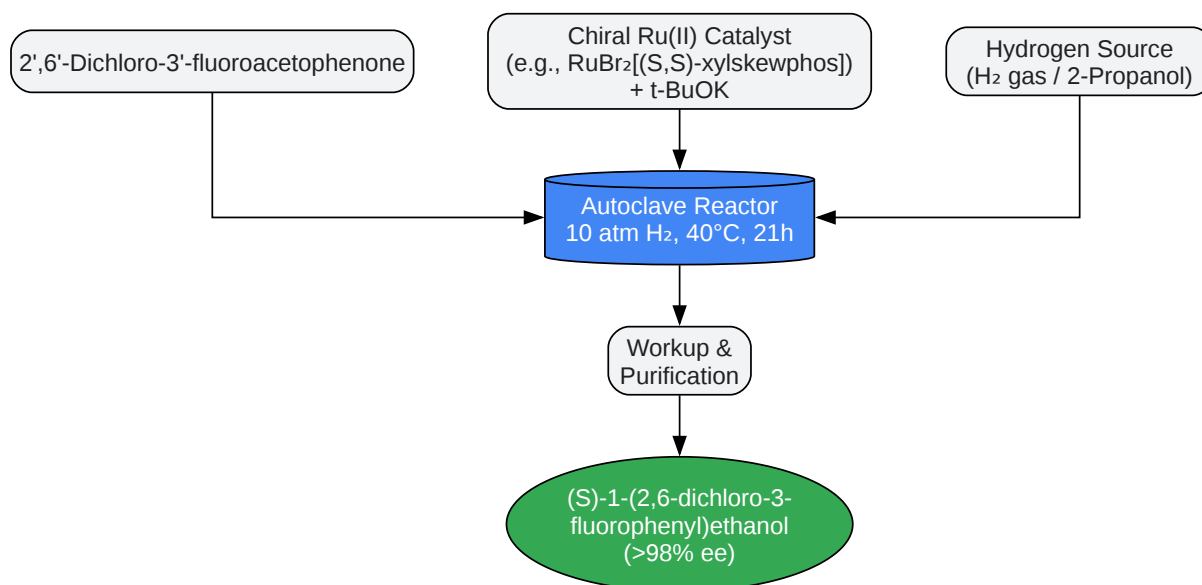 2',6'-Dichloro-3'-fluoroacetophenone
Chiral Ru(II) Catalyst
(e.g., RuBr₂[(S,S)-xylskewphos])
+ t-BuOK
Hydrogen Source
(H₂ gas / 2-Propanol)
Autoclave Reactor
10 atm H₂, 40°C, 21h
Workup &
Purification
(S)-1-(2,6-dichloro-3-
fluorophenyl)ethanol
(>98% ee)